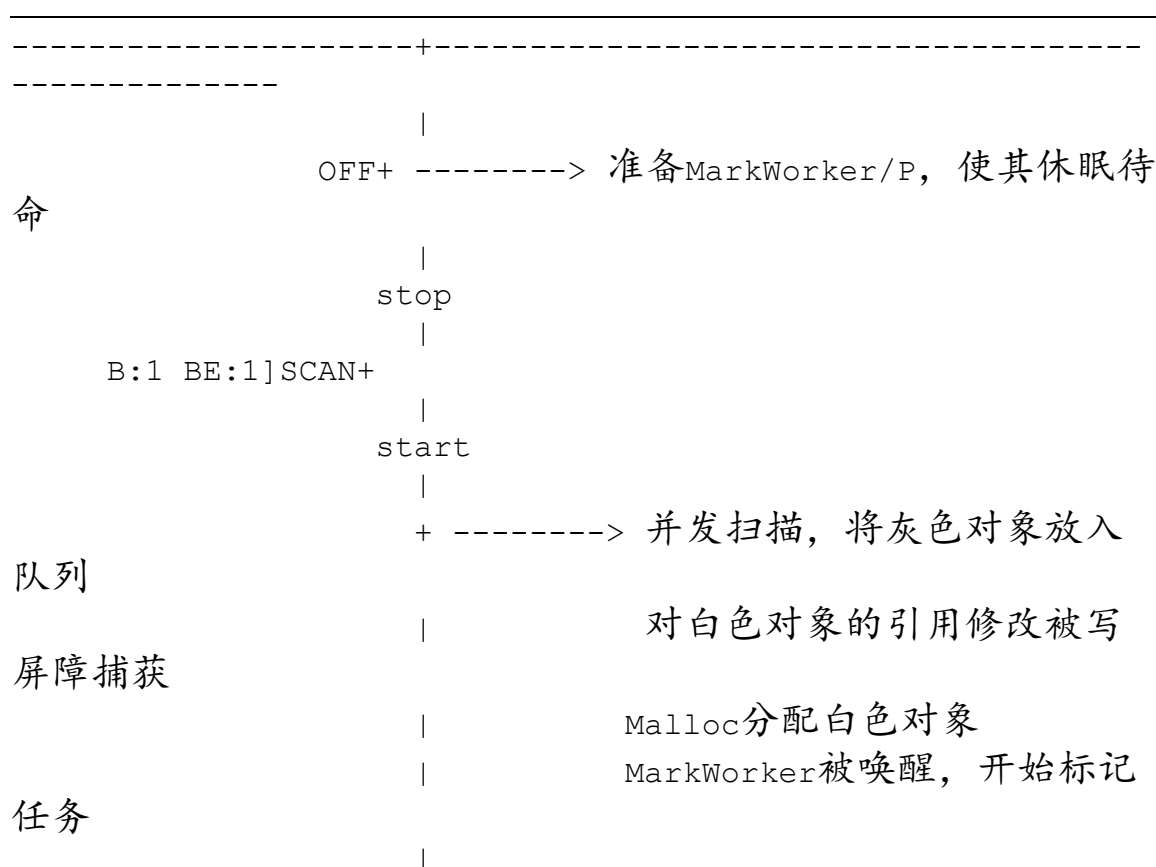 ---------------------+-------------------------------------
--------------
|
OFF+ --------> 准备MarkWorker/P，使其休眠待
命
|
stop
|
B:1 BE:1]SCAN+
|
start
|
+ --------> 并发扫描，将灰色对象放入
队列
| 对白色对象的引用修改被写
屏障捕获
| Malloc分配白色对象
| MarkWorker被唤醒，开始标记
任务
|